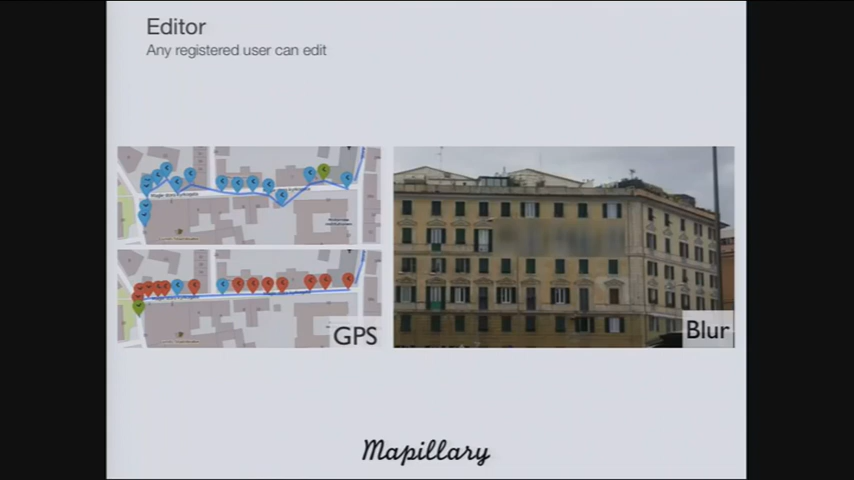 Editor
Any registered user can edit
GPS
Blur
Mapillary